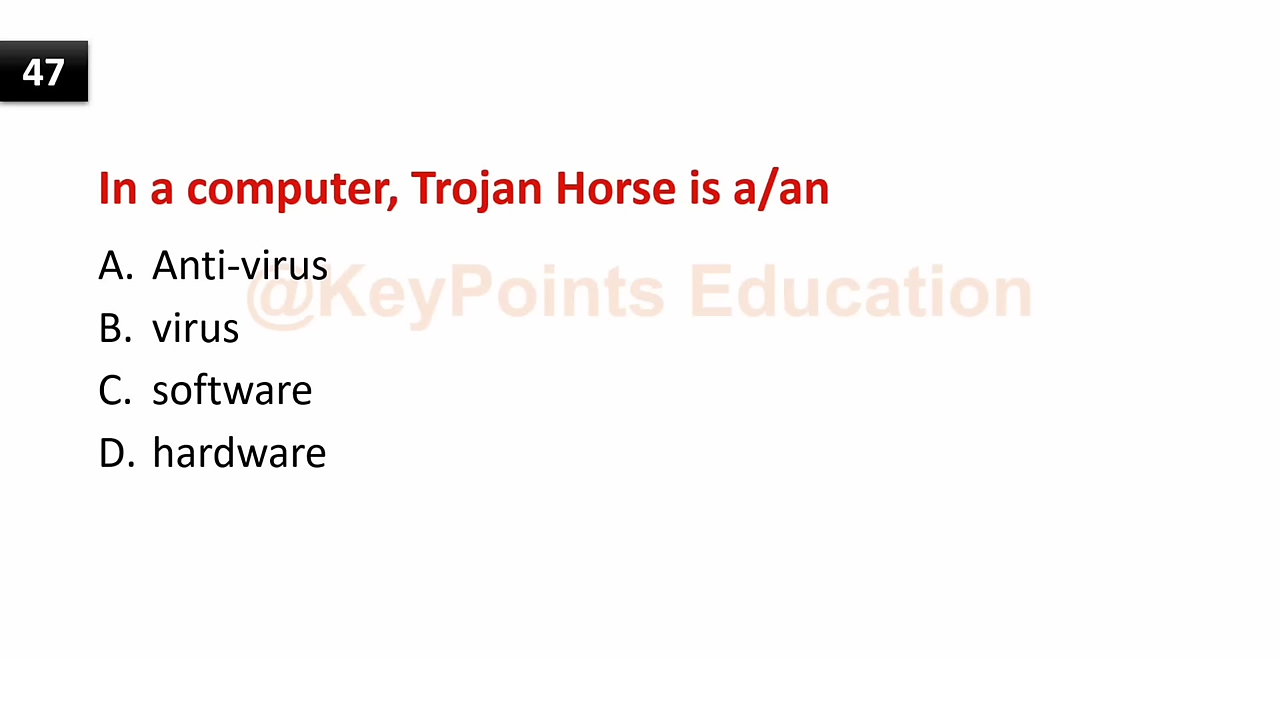 47
In a computer, Trojan Horse is a/an
A. Anti-virus
@KeyPoints Education
B. virus
C. software
D. hardware